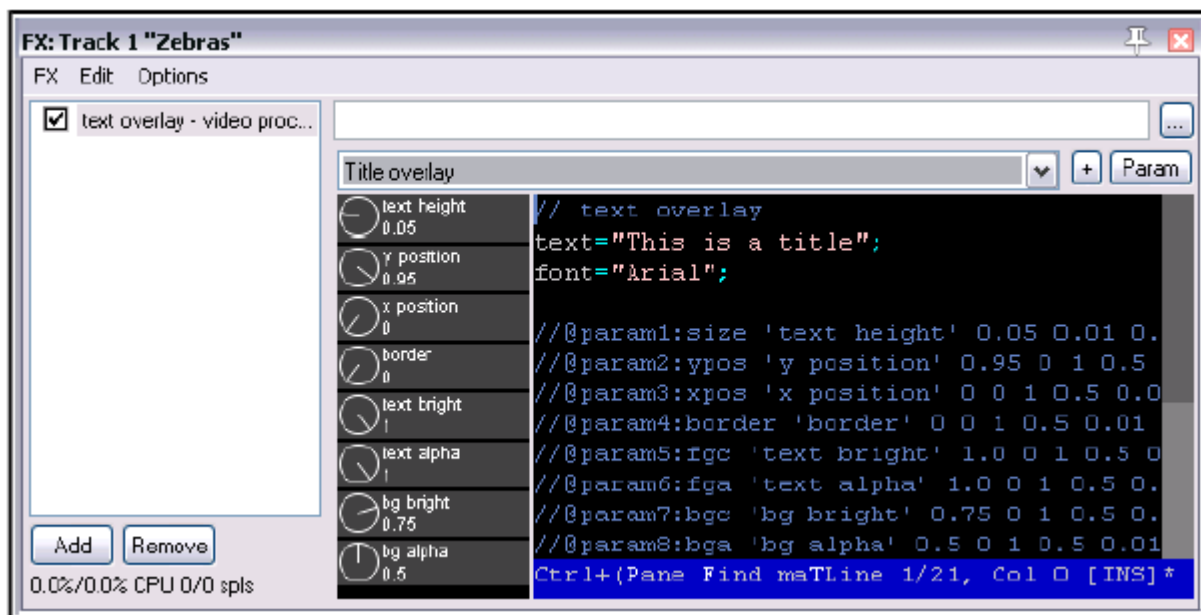 FX: Track 1 "Zebras"
FX Edit Options
text overlay - video proc...
...
Title overlay
+
Param
text height
0.05
y position
0.95
x position
0
border
0
text bright
1
text alpha
1
bg bright
0.75
bg alpha
0.5
// text overlay
text="This is a title";
font="Arial";
//@param1:size 'text height' 0.05 0.01 0.
//@param2:ypos 'y position' 0.95 0 1 0.5
//@param3:xpos 'x position' 0 0 1 0.5 0.0
//@param4:border 'border' 0 0 1 0.5 0.01
//@param5:fgc 'text bright' 1.0 0 1 0.5 0
//@param6:fga 'text alpha' 1.0 0 1 0.5 0.
//@param7:bgc 'bg bright' 0.75 0 1 0.5 0.
//@param8:bga 'bg alpha' 0.5 0 1 0.5 0.01
Ctrl+(Pane Find maTLine 1/21, Col 0 [INS]*
Add Remove
0.0%/0.0% CPU 0/0 spls